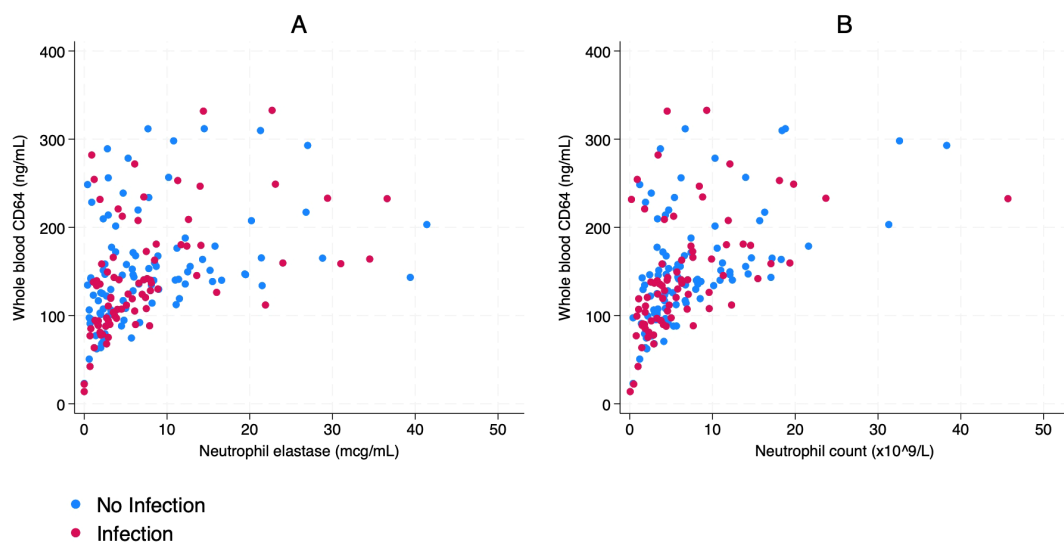 A
Whole blood CD64 (ng/mL)
400
300
200
100
0
0 10 20 30 40 50
Neutrophil elastase (mcg/mL)
B
Whole blood CD64 (ng/mL)
400
300
200
100
0
0 10 20 30 40 50
Neutrophil count (x10^9/L)
No Infection
Infection